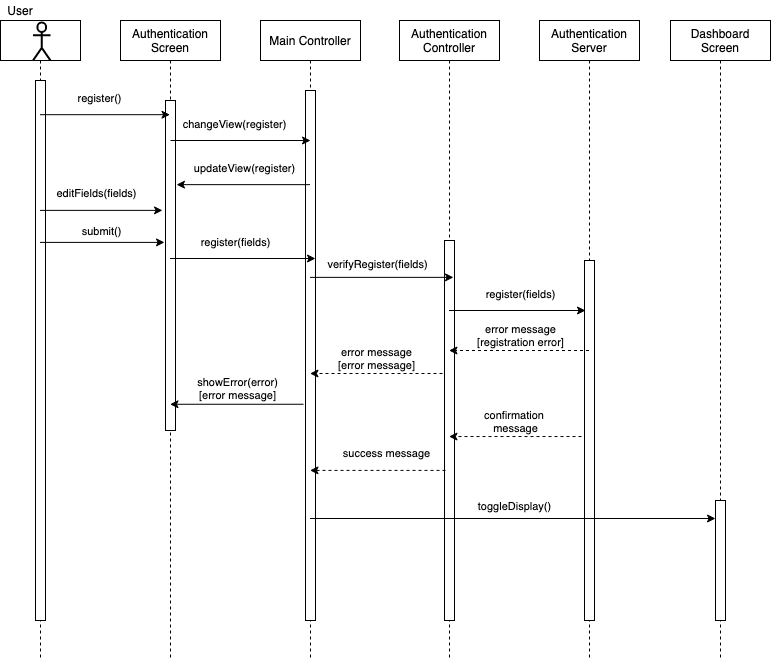 User
Authentication
Screen
Main Controller
Authentication
Controller
Authentication
Server
Dashboard
Screen
register()
changeView(register)
updateView(register)
editFields(fields)
submit()
register(fields)
verifyRegister(fields)
register(fields)
error message
[registration error]
error message
[error message]
showError(error)
[error message]
confirmation
message
success message
toggleDisplay()